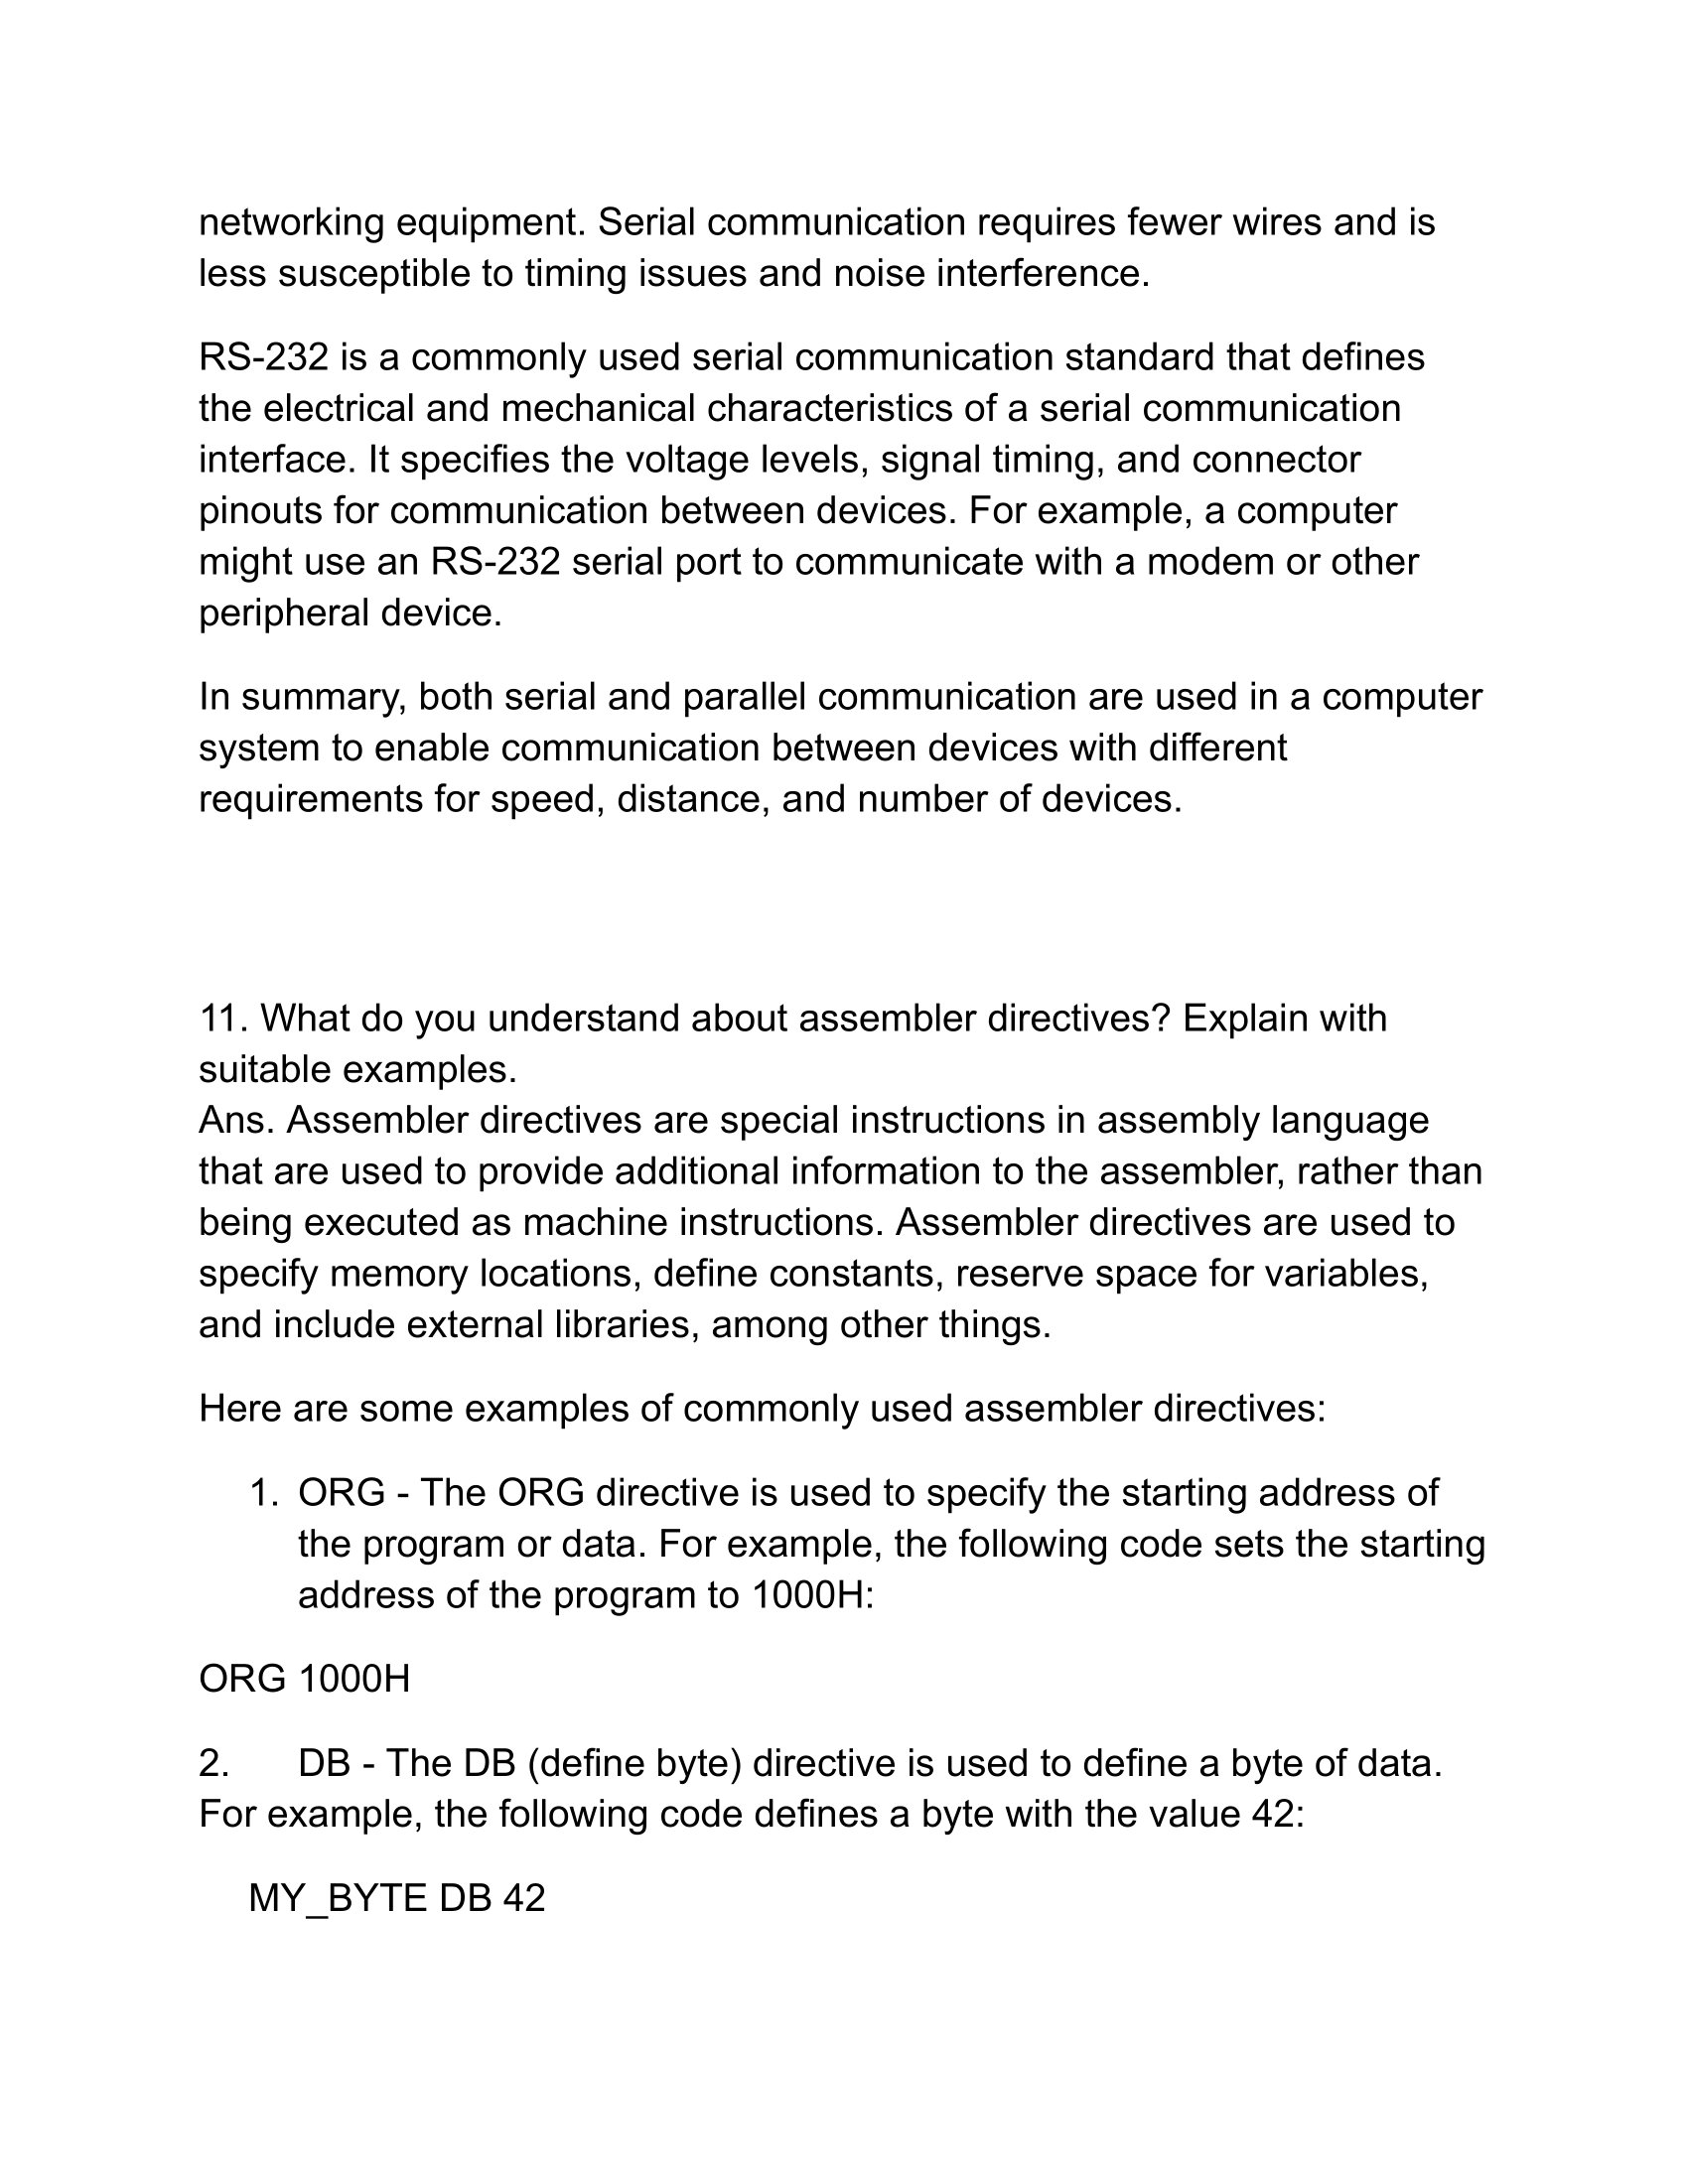 networking equipment. Serial communication requires fewer wires and is
less susceptible to timing issues and noise interference.
RS-232 is a commonly used serial communication standard that defines
the electrical and mechanical characteristics of a serial communication
interface. It specifies the voltage levels, signal timing, and connector
pinouts for communication between devices. For example, a computer
might use an RS-232 serial port to communicate with a modem or other
peripheral device.
In summary, both serial and parallel communication are used in a computer
system to enable communication between devices with different
requirements for speed, distance, and number of devices.
11. What do you understand about assembler directives? Explain with
suitable examples.
Ans. Assembler directives are special instructions in assembly language
that are used to provide additional information to the assembler, rather than
being executed as machine instructions. Assembler directives are used to
specify memory locations, define constants, reserve space for variables,
and include external libraries, among other things.
Here are some examples of commonly used assembler directives:
1. ORG - The ORG directive is used to specify the starting address of
the program or data. For example, the following code sets the starting
address of the program to 1000H:
ORG 1000H
2. DB - The DB (define byte) directive is used to define a byte of data.
For example, the following code defines a byte with the value 42:
MY_BYTE DB 42